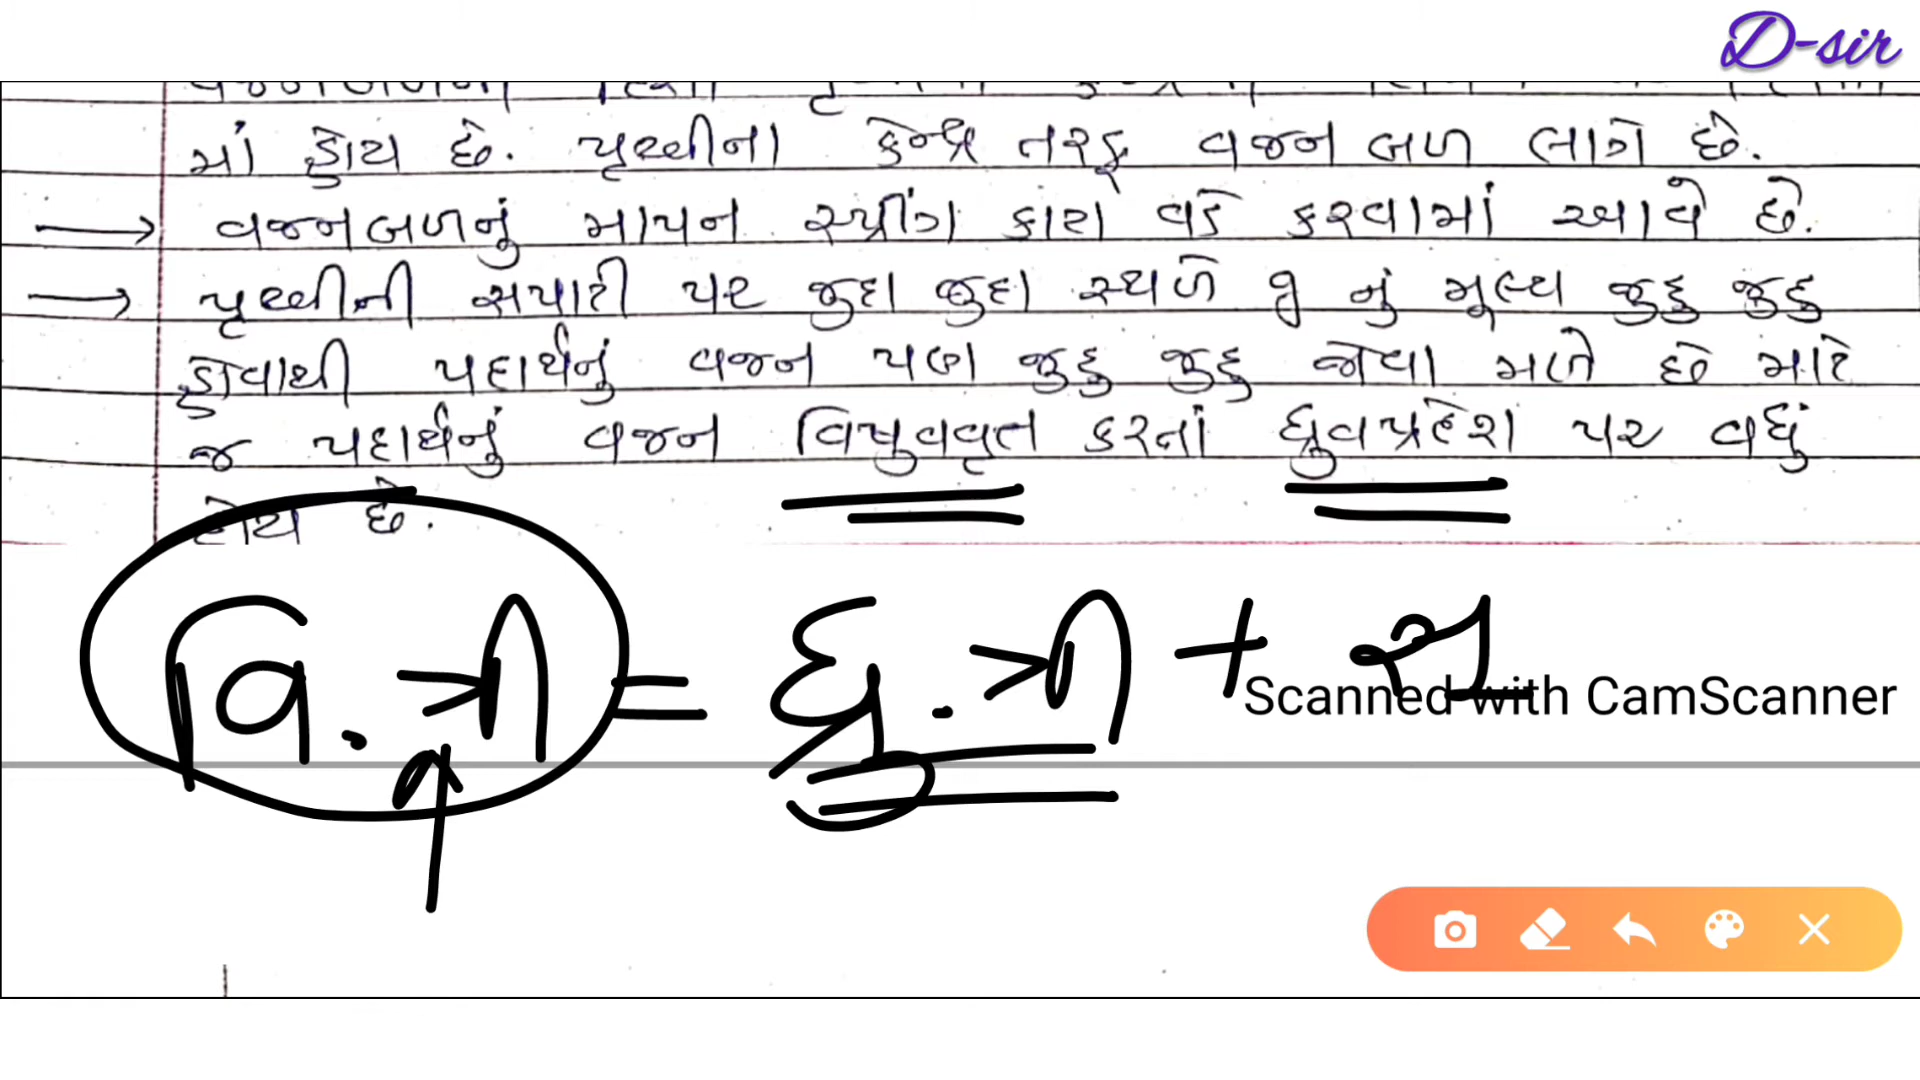 D-sir
માં હોય છે. પૃથ્વીના કેન્દ્ર તરફ વજન બળ લાગે છે.
→ વજનબળનું માપન સ્પ્રીંગ કાંટા વડે કરવામાં આવે છે.
→ પૃથ્વીની સપાટી પર જુદા જુદા સ્થળે g નું મૂલ્ય જુદુ જુદુ
હોવાથી પદાર્થનું વજન પણ જુદુ જુદુ જોવા મળે છે માટે
જ પદાર્થનું વજન વિષુવવૃત કરતાં ધ્રુવપ્રદેશ પર વધું
હોય છે.
વિ. ત્રી = ધ્રુ. ત્રી +
Scanned with CamScanner